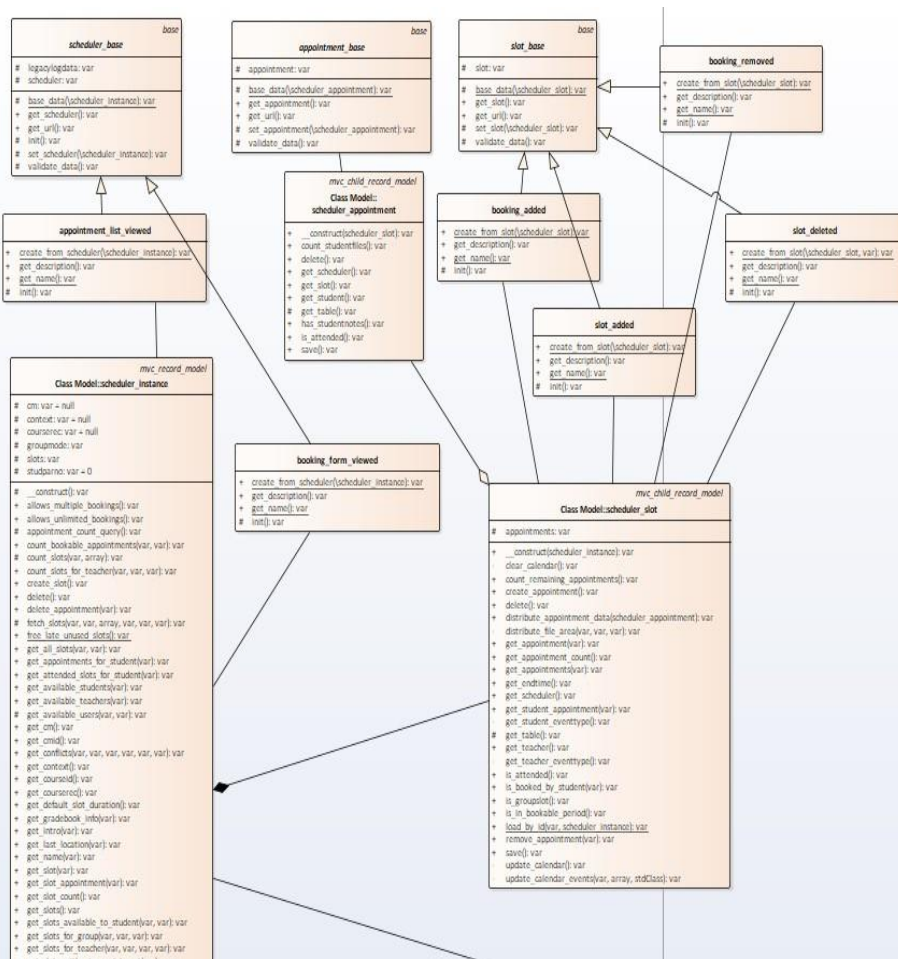 base
scheduler_base
# legacylogdata: var
# scheduler: var
# base_data(\scheduler_instance): var
+ get_scheduler(): var
+ get_url(): var
# init(): var
# set_scheduler(\scheduler_instance): var
# validate_data(): var
base
appointment_base
# appointment: var
# base_data(\scheduler_appointment): var
+ get_appointment(): var
+ get_url(): var
# set_appointment(\scheduler_appointment): var
# validate_data(): var
base
slot_base
# slot: var
# base_data(\scheduler_slot): var
+ get_slot(): var
+ get_url(): var
# set_slot(\scheduler_slot): var
# validate_data(): var
booking_removed
+ create_from_slot(\scheduler_slot): var
+ get_description(): var
+ get_name(): var
# init(): var
appointment_list_viewed
+ create_from_scheduler(\scheduler_instance): var
+ get_description(): var
+ get_name(): var
# init(): var
mvc_child_record_model
Class Model::
scheduler_appointment
+ __construct(scheduler_slot): var
+ count_studentfiles(): var
+ delete(): var
+ get_scheduler(): var
+ get_slot(): var
+ get_student(): var
# get_table(): var
+ has_studentnotes(): var
+ is_attended(): var
+ save(): var
booking_added
+ create_from_slot(\scheduler_slot): var
+ get_description(): var
+ get_name(): var
# init(): var
slot_deleted
+ create_from_slot(\scheduler_slot, var): var
+ get_description(): var
+ get_name(): var
# init(): var
slot_added
+ create_from_slot(\scheduler_slot): var
+ get_description(): var
+ get_name(): var
# init(): var
mvc_record_model
Class Model::scheduler_instance
# cm: var = null
# context: var = null
# courserec: var = null
# groupmode: var
# slots: var
# studparno: var = 0
# __construct(): var
+ allows_multiple_bookings(): var
+ allows_unlimited_bookings(): var
# appointment_count_query(): var
+ count_bookable_appointments(var, var): var
# count_slots(var, array): var
+ count_slots_for_teacher(var, var, var): var
+ create_slot(): var
+ delete(): var
+ delete_appointment(var): var
# fetch_slots(var, var, array, var, var, var): var
+ free_late_unused_slots(): var
+ get_all_slots(var, var): var
+ get_appointments_for_student(var): var
+ get_attended_slots_for_student(var): var
+ get_available_students(var): var
+ get_available_teachers(var): var
# get_available_users(var, var): var
+ get_cm(): var
+ get_cmid(): var
+ get_conflicts(var, var, var, var, var, var): var
+ get_context(): var
+ get_courseid(): var
+ get_courserec(): var
+ get_default_slot_duration(): var
+ get_gradebook_info(var): var
+ get_intro(var): var
+ get_last_location(var): var
+ get_name(var): var
+ get_slot(var): var
+ get_slot_appointment(var): var
+ get_slot_count(): var
+ get_slots(): var
+ get_slots_available_to_student(var, var): var
+ get_slots_for_group(var, var, var): var
+ get_slots_for_teacher(var, var, var, var): var
booking_form_viewed
+ create_from_scheduler(\scheduler_instance): var
+ get_description(): var
+ get_name(): var
# init(): var
mvc_child_record_model
Class Model::scheduler_slot
# appointments: var
+ __construct(scheduler_instance): var
clear_calendar(): var
+ count_remaining_appointments(): var
+ create_appointment(): var
+ delete(): var
+ distribute_appointment_data(scheduler_appointment): var
distribute_file_area(var, var, var): var
+ get_appointment(var): var
+ get_appointment_count(): var
+ get_appointments(var): var
+ get_endtime(): var
+ get_scheduler(): var
+ get_student_appointment(var): var
get_student_eventtype(): var
# get_table(): var
+ get_teacher(): var
get_teacher_eventtype(): var
+ is_attended(): var
+ is_booked_by_student(var): var
+ is_groupslot(): var
+ is_in_bookable_period(): var
+ load_by_id(var, scheduler_instance): var
+ remove_appointment(var): var
+ save(): var
update_calendar(): var
update_calendar_events(var, array, stdClass): var